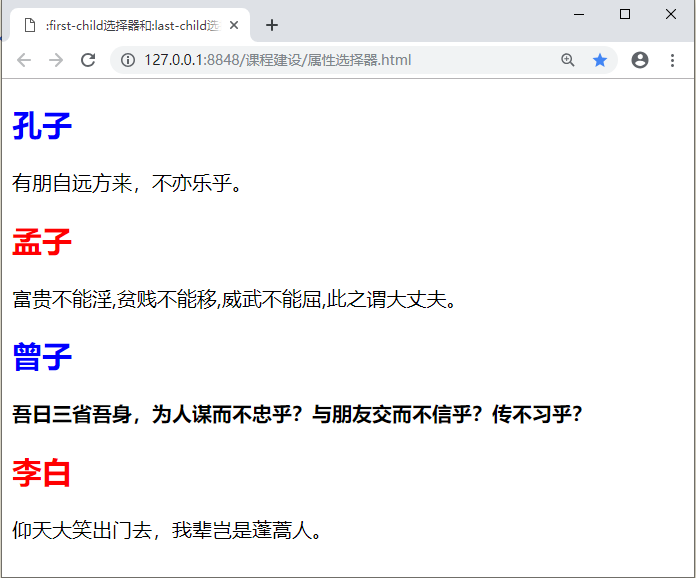 :first-child选择器和:last-child选
127.0.0.1:8848/课程建设/属性选择器.html
孔子
有朋自远方来，不亦乐乎。
孟子
富贵不能淫,贫贱不能移,威武不能屈,此之谓大丈夫。
曾子
吾日三省吾身，为人谋而不忠乎？与朋友交而不信乎？传不习乎？
李白
仰天大笑出门去，我辈岂是蓬蒿人。